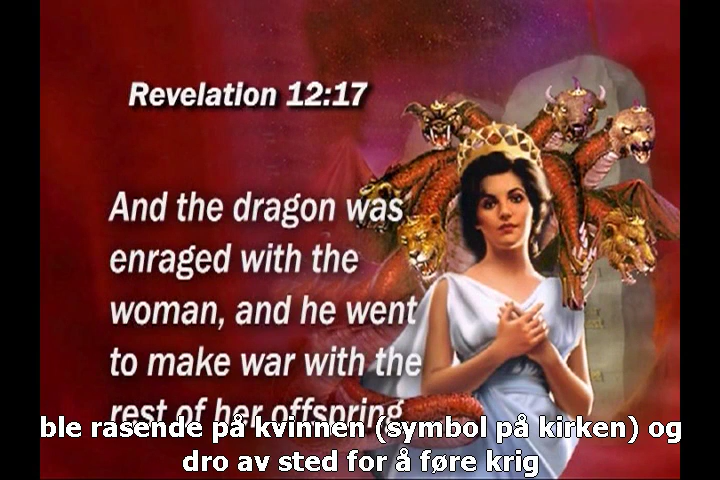 Revelation 12:17
And the dragon was
enraged with the
woman, and he went
to make war with the
rest of her offspring
ble rasende på kvinnen (symbol på kirken) og
dro av sted for å føre krig